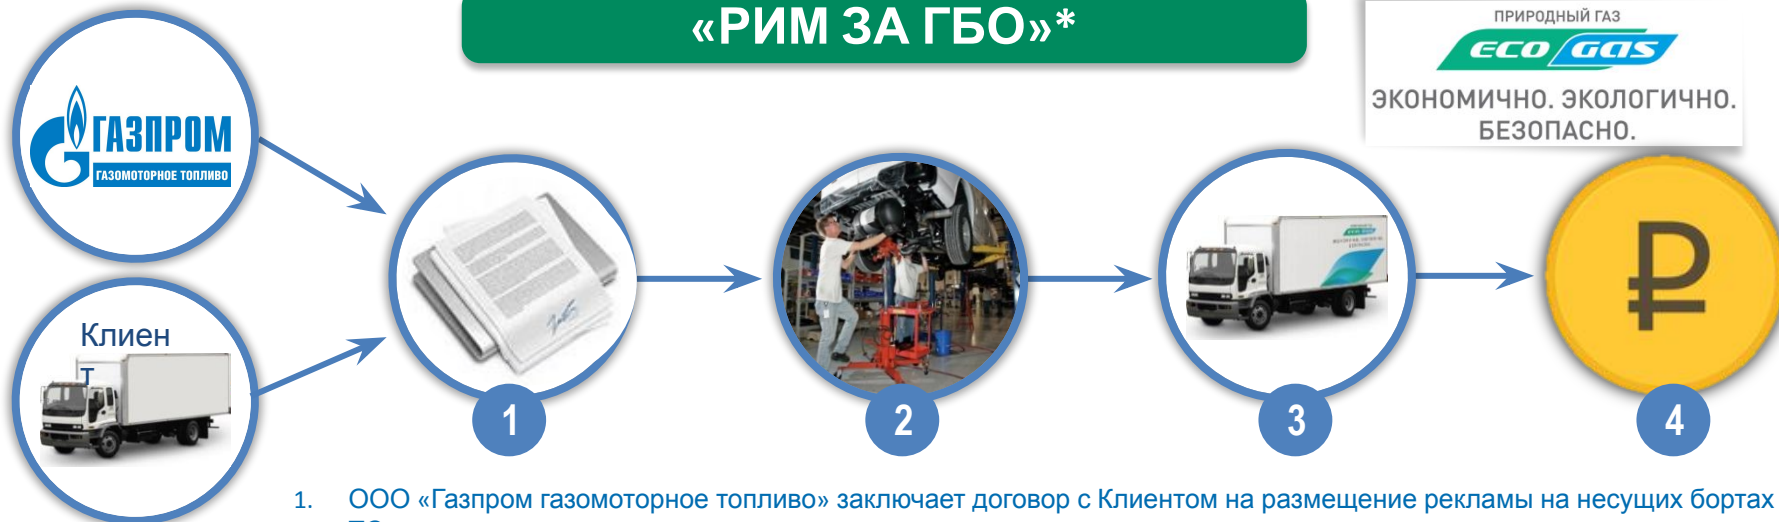 «РИМ ЗА ГБО»*
ПРИРОДНЫЙ ГАЗ
ECO GAS
ЭКОНОМИЧНО. ЭКОЛОГИЧНО.
БЕЗОПАСНО.
ГАЗПРОМ
ГАЗОМОТОРНОЕ ТОПЛИВО
Клиен
т
1
2
3
4
1. ООО «Газпром газомоторное топливо» заключает договор с Клиентом на размещение рекламы на несущих бортах